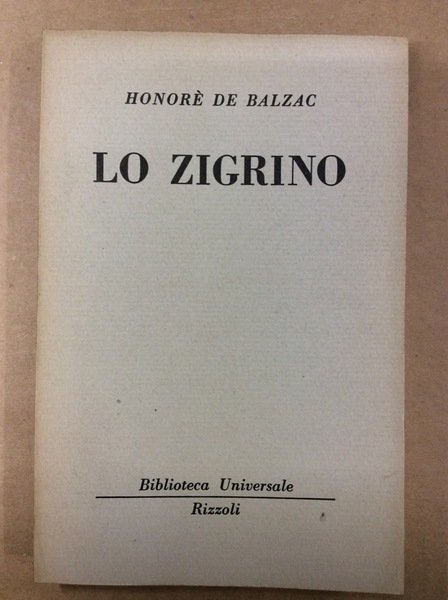 HONORÈ DE BALZAC
LO ZIGRINO
Biblioteca Universale
Rizzoli